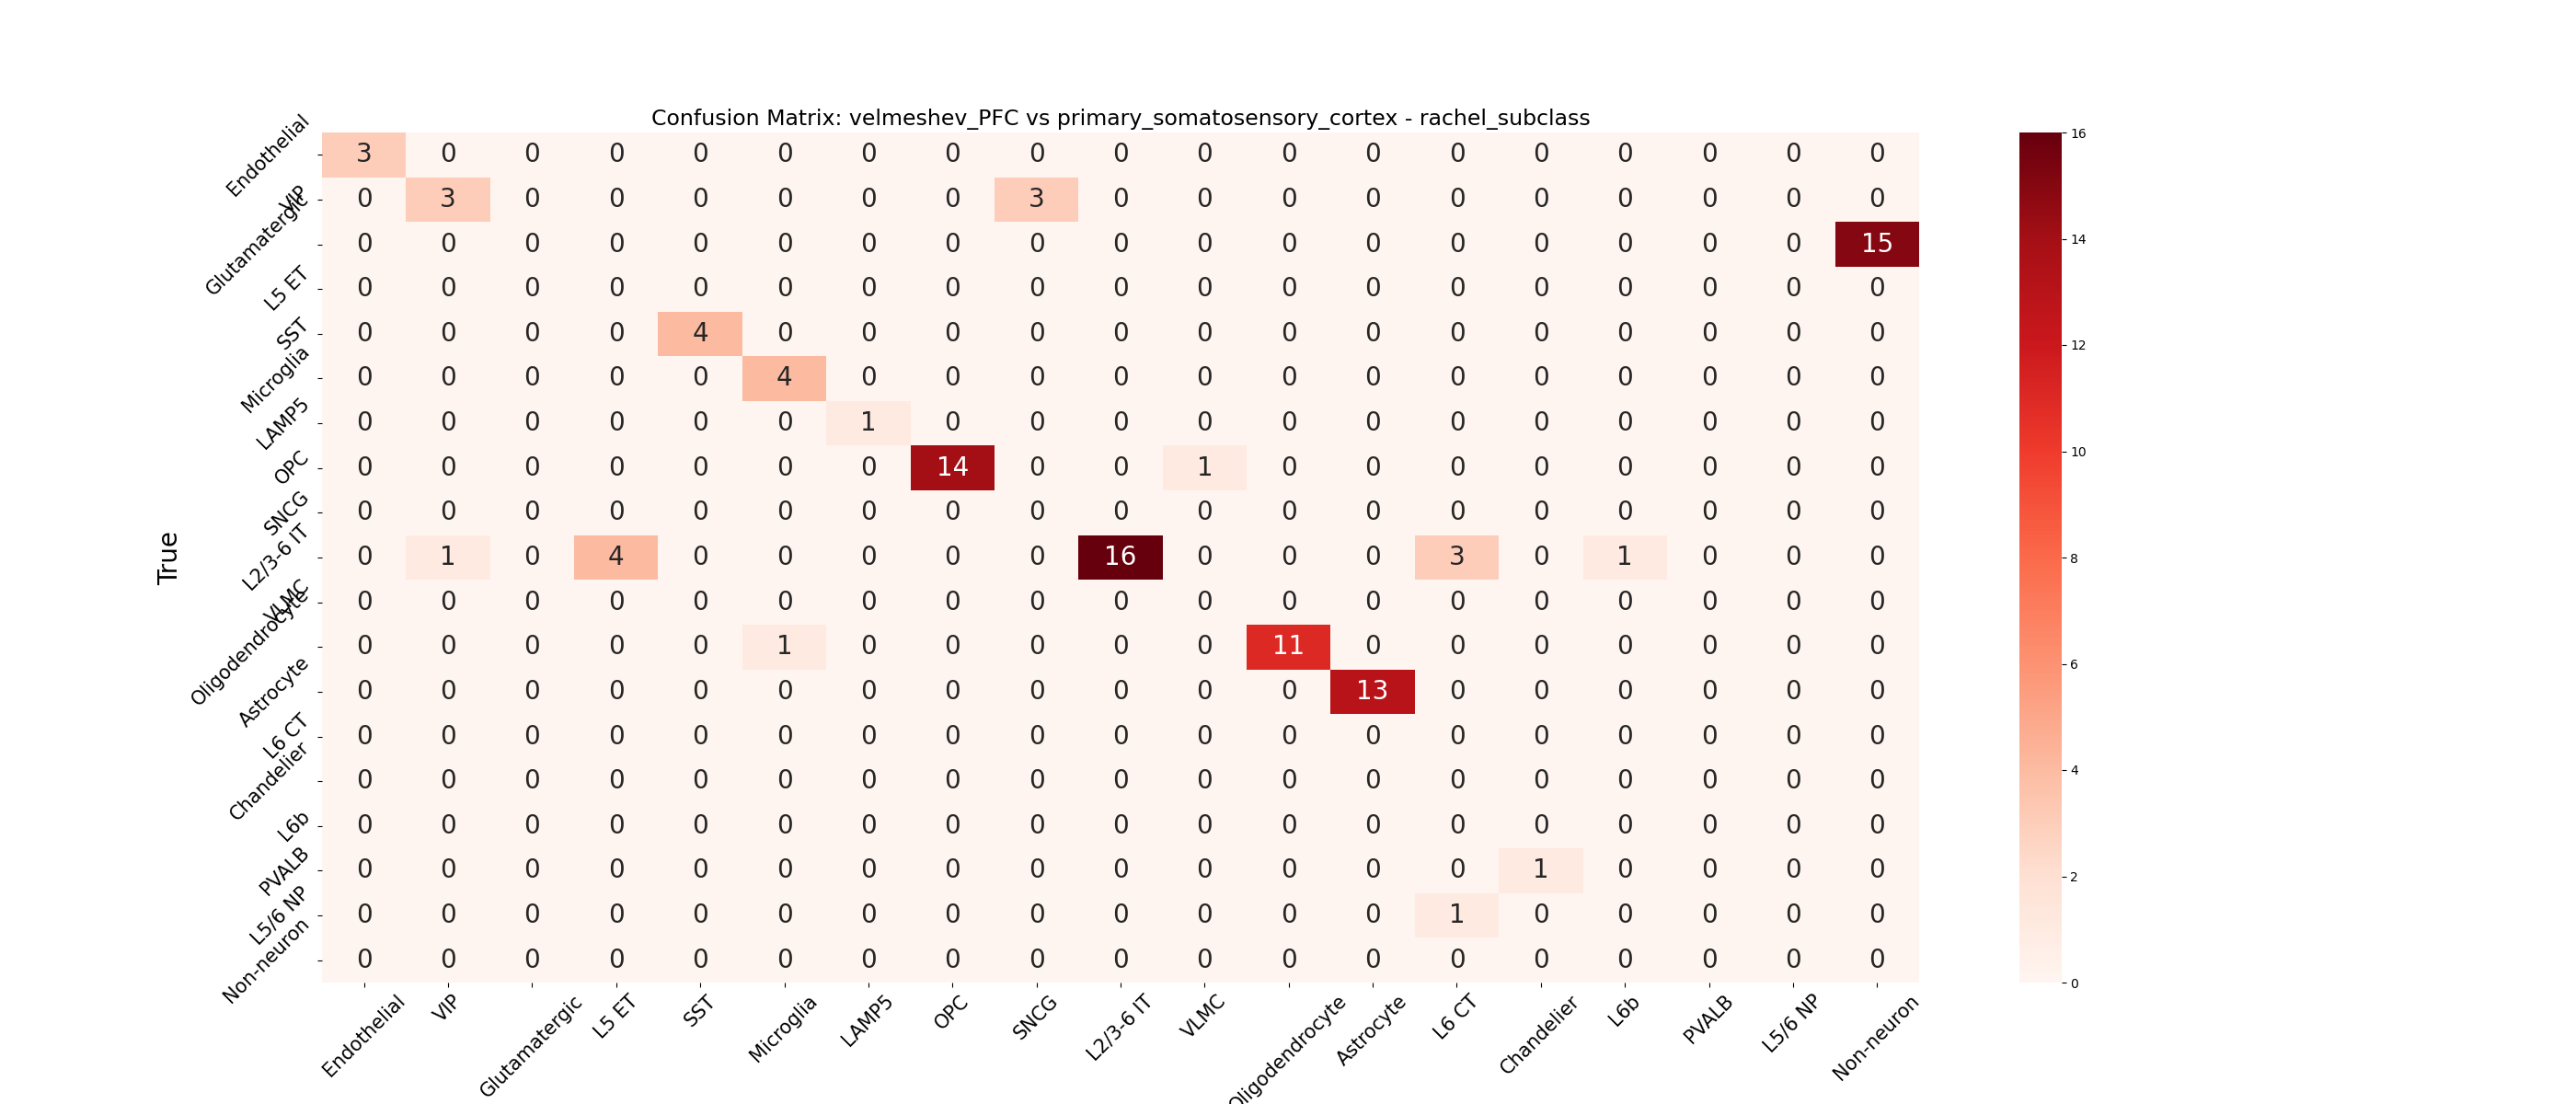 Confusion Matrix: velmeshev_PFC vs primary_somatosensory_cortex - rachel_subclass
True
Endothelial 3 0 0 0 0 0 0 0 0 0 0 0 0 0 0 0 0 0 0
VIP 0 3 0 0 0 0 0 0 3 0 0 0 0 0 0 0 0 0 0
Glutamatergic 0 0 0 0 0 0 0 0 0 0 0 0 0 0 0 0 0 0 15
L5 ET 0 0 0 0 0 0 0 0 0 0 0 0 0 0 0 0 0 0 0
SST 0 0 0 0 4 0 0 0 0 0 0 0 0 0 0 0 0 0 0
Microglia 0 0 0 0 0 4 0 0 0 0 0 0 0 0 0 0 0 0 0
LAMP5 0 0 0 0 0 0 1 0 0 0 0 0 0 0 0 0 0 0 0
OPC 0 0 0 0 0 0 0 14 0 0 1 0 0 0 0 0 0 0 0
SNCG 0 0 0 0 0 0 0 0 0 0 0 0 0 0 0 0 0 0 0
L2/3-6 IT 0 1 0 4 0 0 0 0 0 16 0 0 0 3 0 1 0 0 0
VLMC 0 0 0 0 0 0 0 0 0 0 0 0 0 0 0 0 0 0 0
Oligodendrocyte 0 0 0 0 0 1 0 0 0 0 0 11 0 0 0 0 0 0 0
Astrocyte 0 0 0 0 0 0 0 0 0 0 0 0 13 0 0 0 0 0 0
L6 CT 0 0 0 0 0 0 0 0 0 0 0 0 0 0 0 0 0 0 0
Chandelier 0 0 0 0 0 0 0 0 0 0 0 0 0 0 0 0 0 0 0
L6b 0 0 0 0 0 0 0 0 0 0 0 0 0 0 0 0 0 0 0
PVALB 0 0 0 0 0 0 0 0 0 0 0 0 0 0 1 0 0 0 0
L5/6 NP 0 0 0 0 0 0 0 0 0 0 0 0 0 1 0 0 0 0 0
Non-neuron 0 0 0 0 0 0 0 0 0 0 0 0 0 0 0 0 0 0 0
Endothelial VIP Glutamatergic L5 ET SST Microglia LAMP5 OPC SNCG L2/3-6 IT VLMC Oligodendrocyte Astrocyte L6 CT Chandelier L6b PVALB L5/6 NP Non-neuron
16
14
12
10
8
6
4
2
0